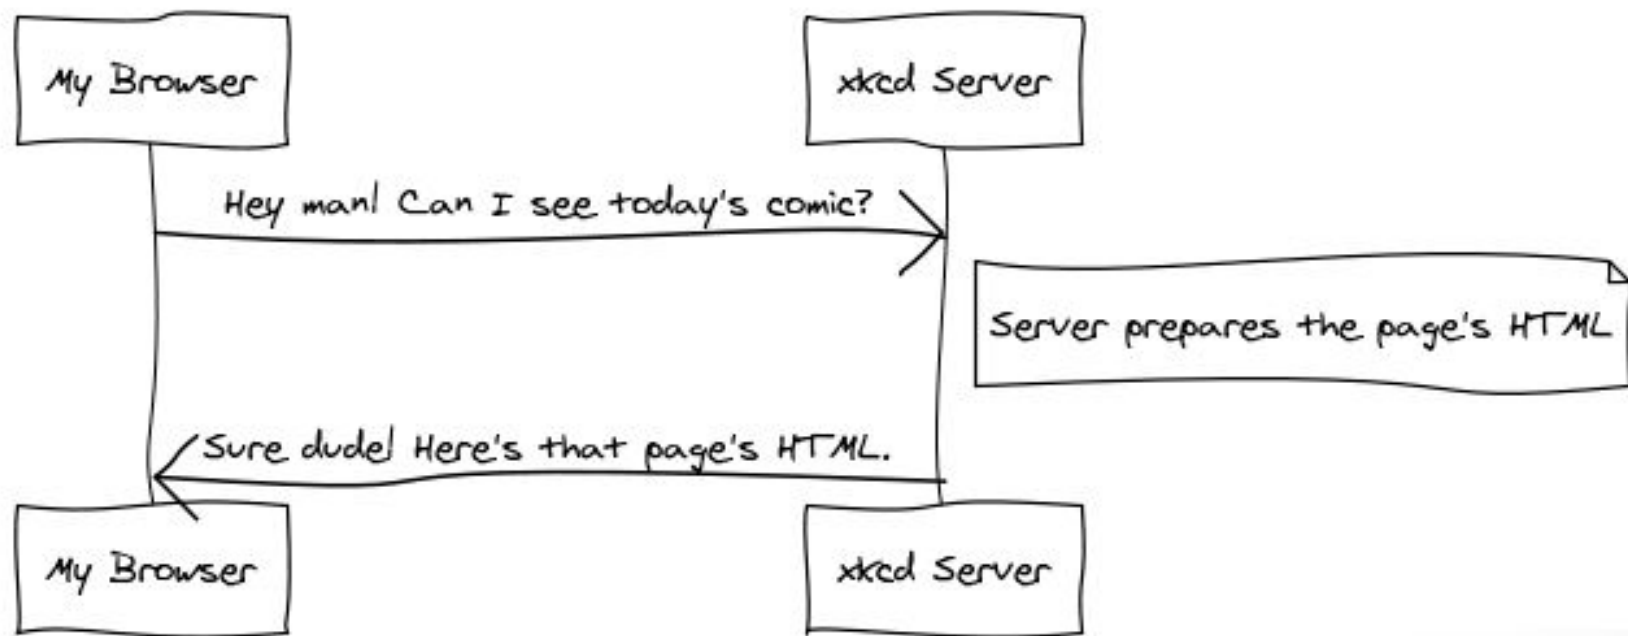 My Browser
xkcd Server
Hey man! Can I see today's comic?
Server prepares the page's HTML
Sure dude! Here's that page's HTML.
My Browser
xkcd Server